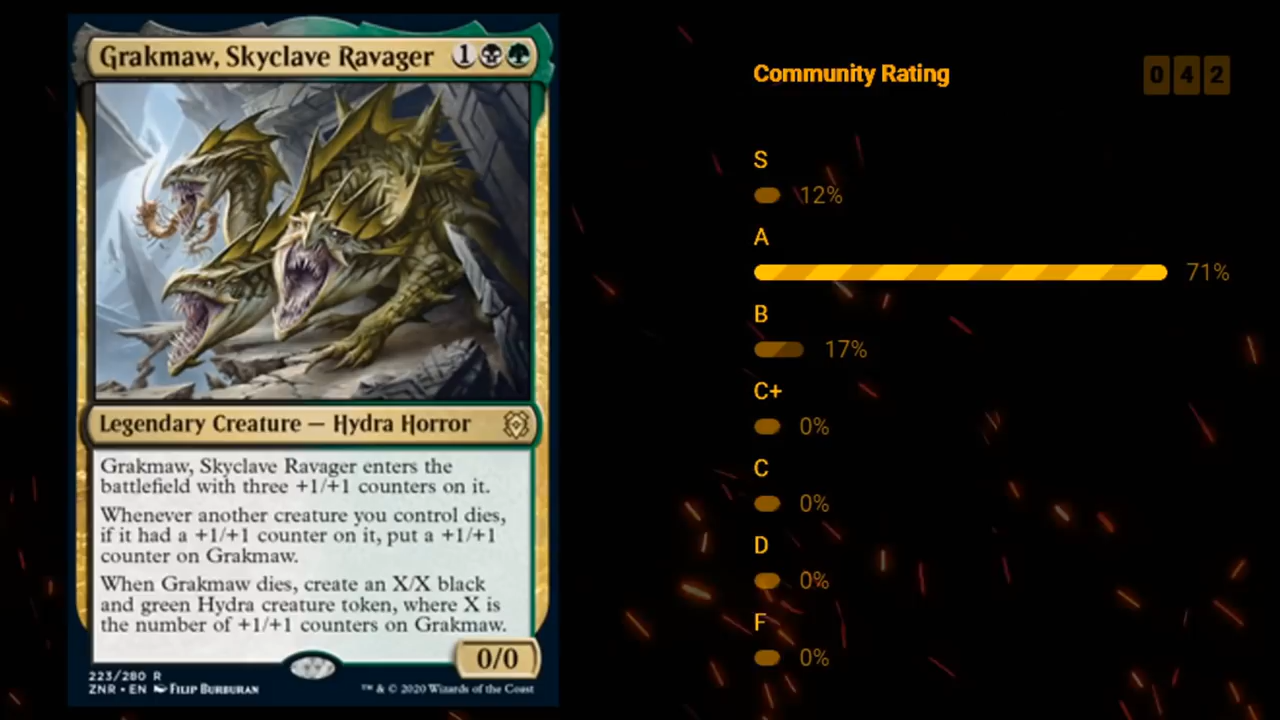 Grakmaw, Skyclave Ravager 1
Legendary Creature — Hydra Horror
Grakmaw, Skyclave Ravager enters the
battlefield with three +1/+1 counters on it.
Whenever another creature you control dies,
if it had a +1/+1 counter on it, put a +1/+1
counter on Grakmaw.
When Grakmaw dies, create an X/X black
and green Hydra creature token, where X is
the number of +1/+1 counters on Grakmaw.
0/0
223/280 R
ZNR • EN Filip Burburan
™ & © 2020 Wizards of the Coast
Community Rating 042
S
12%
A
71%
B
17%
C+
0%
C
0%
D
0%
F
0%